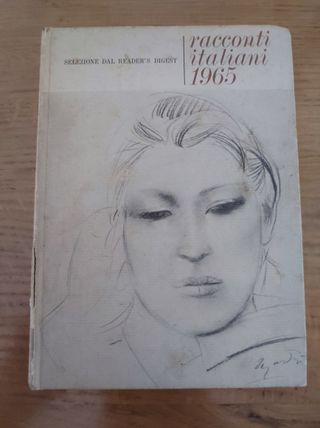 SELEZIONE DAL READER'S DIGEST
racconti
italiani
1965